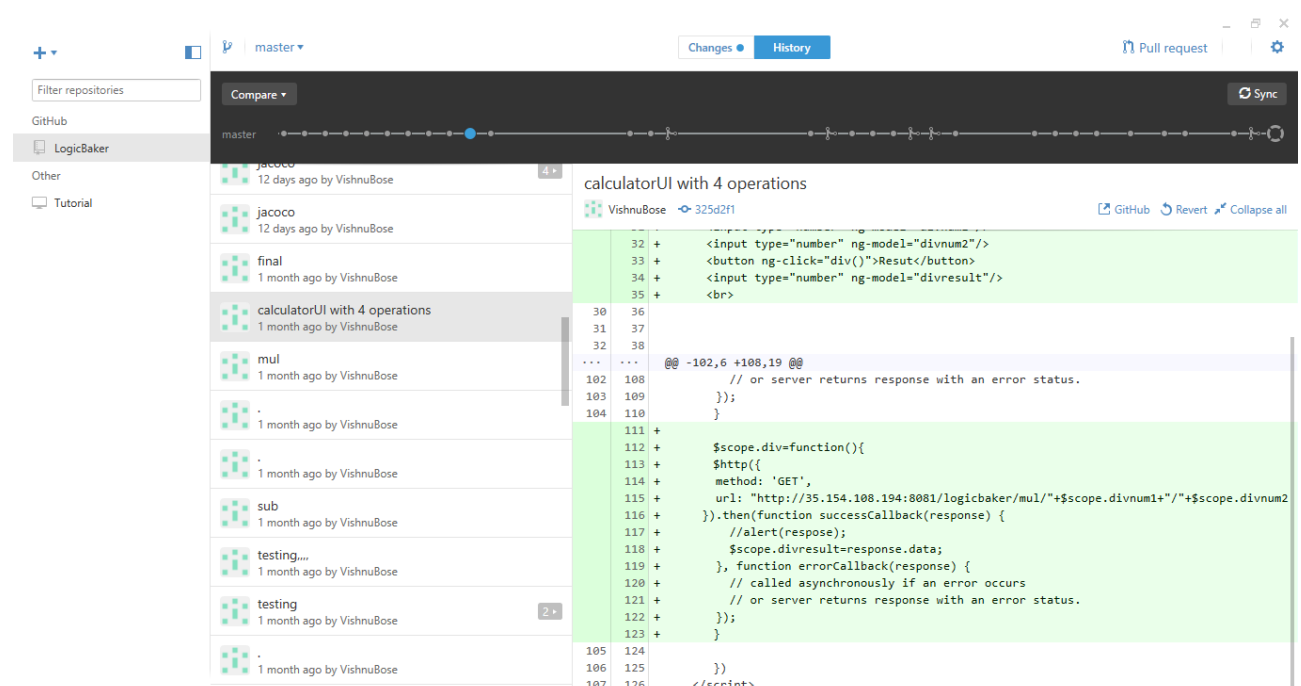 master
Changes
History
Pull request
Filter repositories
GitHub
LogicBaker
Other
Tutorial
Compare
Sync
master
jacoco
12 days ago by VishnuBose
4
jacoco
12 days ago by VishnuBose
final
1 month ago by VishnuBose
calculatorUI with 4 operations
1 month ago by VishnuBose
mul
1 month ago by VishnuBose
.
1 month ago by VishnuBose
.
1 month ago by VishnuBose
sub
1 month ago by VishnuBose
testing,,,,
1 month ago by VishnuBose
testing
1 month ago by VishnuBose
2
.
1 month ago by VishnuBose
calculatorUI with 4 operations
VishnuBose 325d2f1
GitHub Revert Collapse all
32 + <input type="number" ng-model="divnum2"/>
33 + <button ng-click="div()">Resut</button>
34 + <input type="number" ng-model="divresult"/>
35 + <br>
30 36
31 37
32 38
... ... @@ -102,6 +108,19 @@
102 108 // or server returns response with an error status.
103 109 });
104 110 }
111 +
112 + $scope.div=function(){
113 + $http({
114 + method: 'GET',
115 + url: "http://35.154.108.194:8081/logicbaker/mul/"+$scope.divnum1+"/"+$scope.divnum2
116 + }).then(function successCallback(response) {
117 + //alert(respose);
118 + $scope.divresult=response.data;
119 + }, function errorCallback(response) {
120 + // called asynchronously if an error occurs
121 + // or server returns response with an error status.
122 + });
123 + }
105 124
106 125 })
107 126 </script>